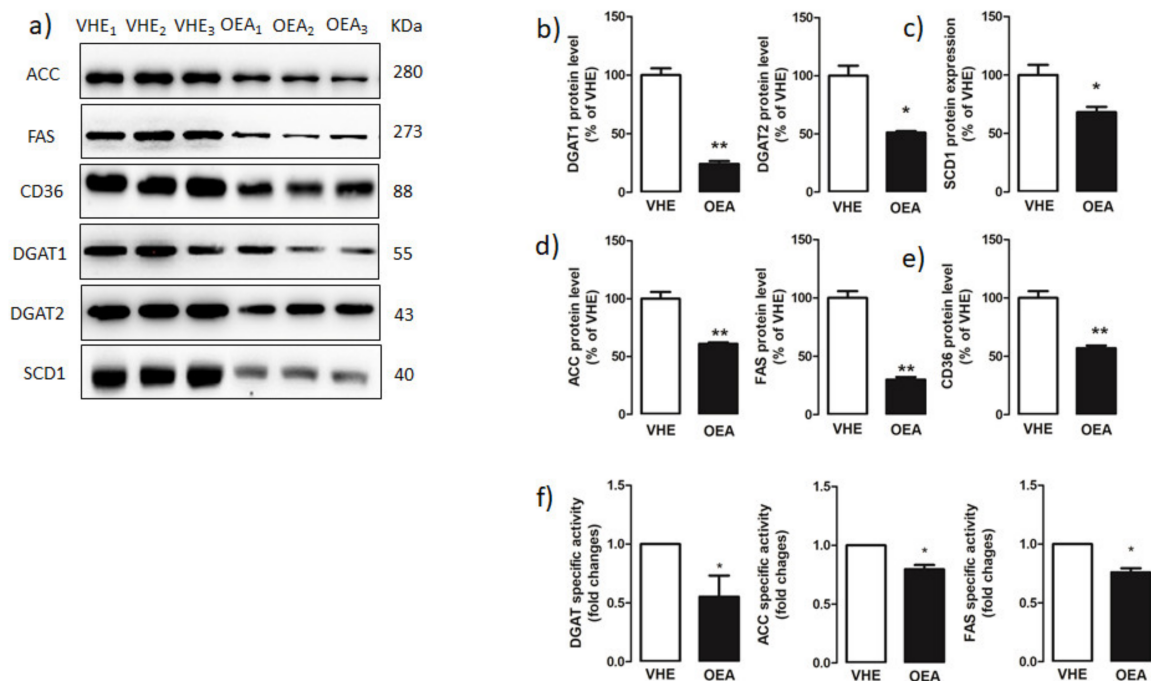 a)
VHE₁ VHE₂ VHE₃ OEA₁ OEA₂ OEA₃ KDa
ACC 280
FAS 273
CD36 88
DGAT1 55
DGAT2 43
SCD1 40
b)
DGAT1 protein level
(% of VHE)
150
100
50
0
VHE OEA
**
DGAT2 protein level
(% of VHE)
150
100
50
0
VHE OEA
*
c)
SCD1 protein expression
(% of VHE)
150
100
50
0
VHE OEA
*
d)
ACC protein level
(% of VHE)
150
100
50
0
VHE OEA
**
FAS protein level
(% of VHE)
150
100
50
0
VHE OEA
**
e)
CD36 protein level
(% of VHE)
150
100
50
0
VHE OEA
**
f)
DGAT specific activity
(fold changes)
1.5
1.0
0.5
0.0
VHE OEA
*
ACC specific activity
(fold chages)
1.5
1.0
0.5
0.0
VHE OEA
*
FAS specific activity
(fold changes)
1.5
1.0
0.5
0.0
VHE OEA
*